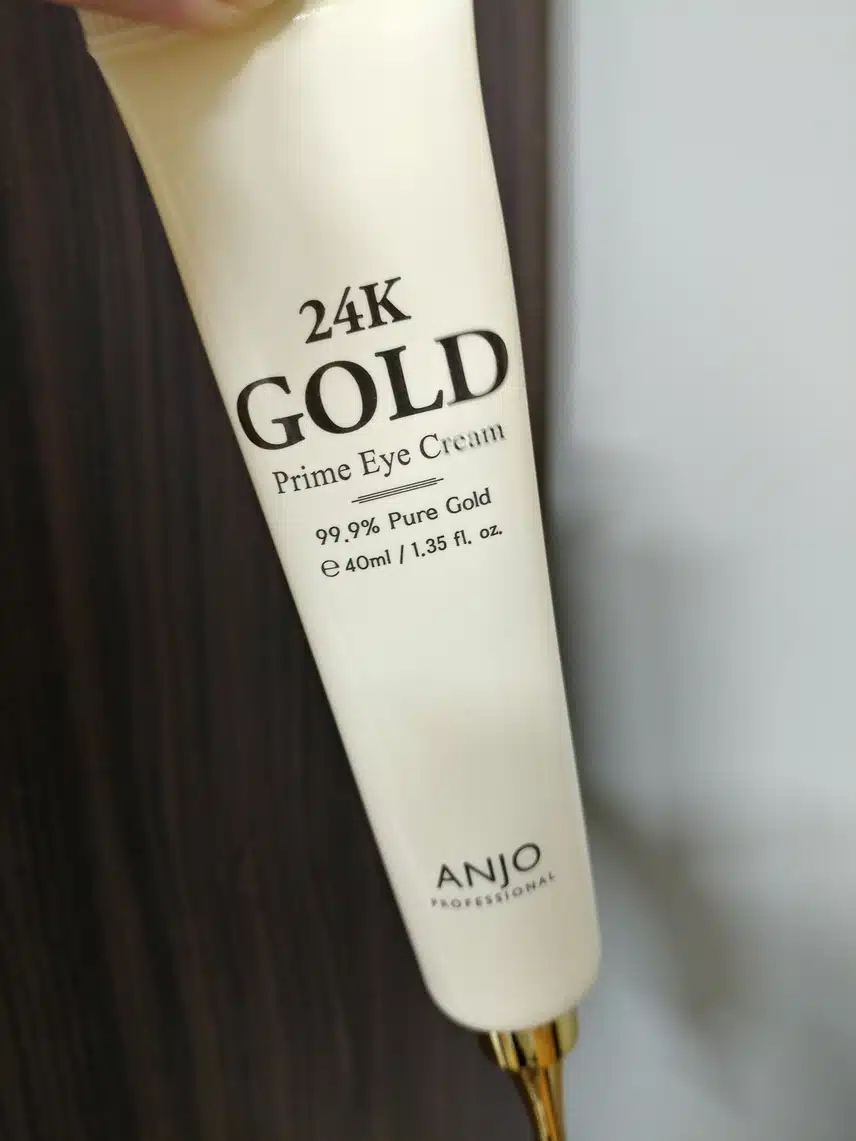 24K
GOLD
Prime Eye Cream
99.9% Pure Gold
℮ 40ml / 1.35 fl. oz.
ANJO
PROFESSIONAL